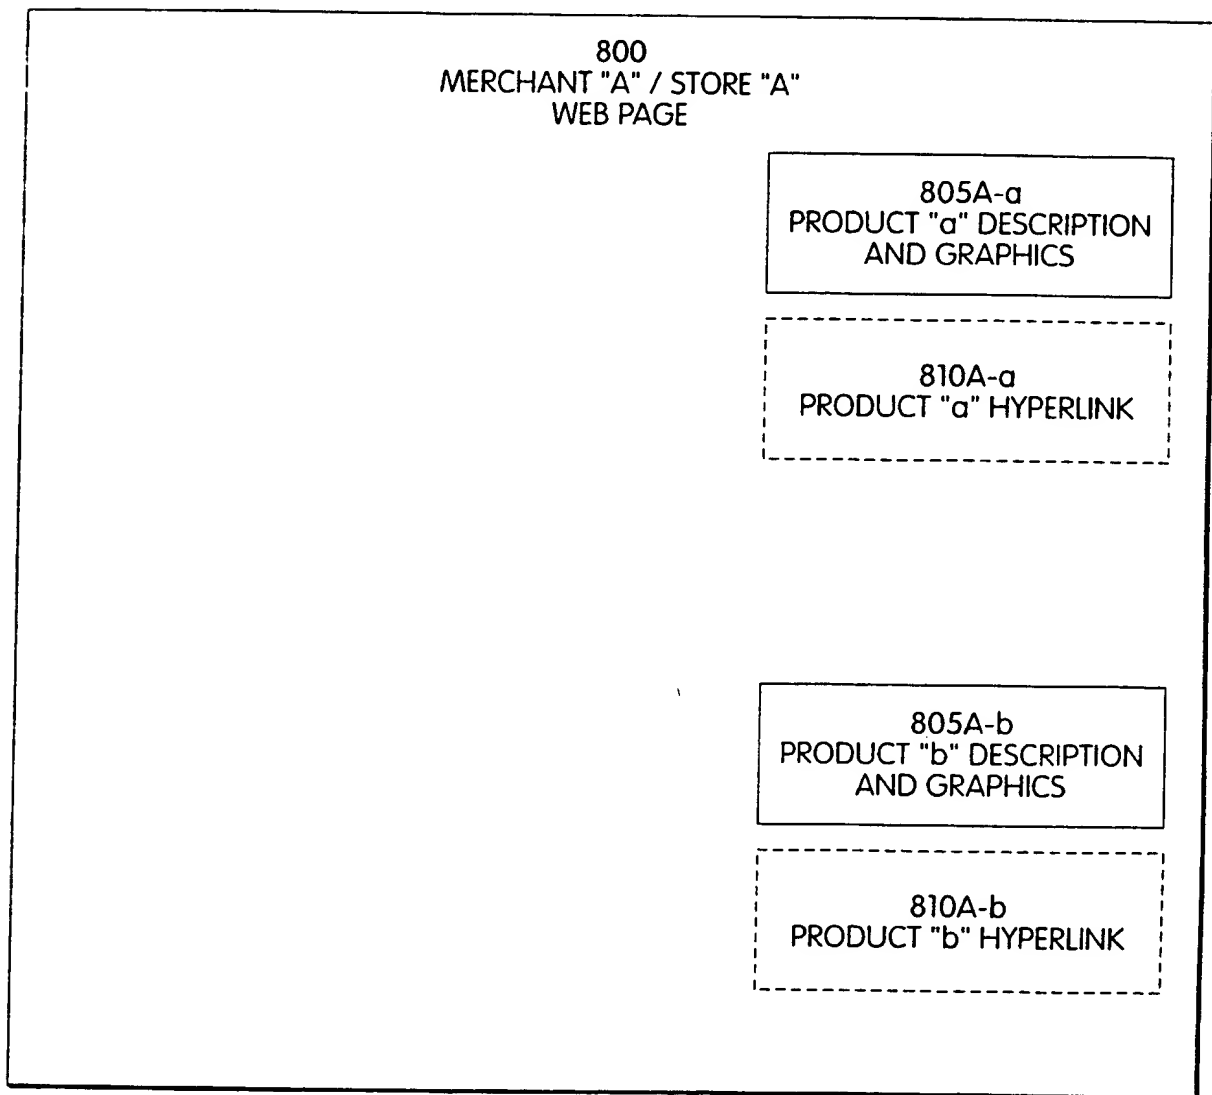 800
MERCHANT "A" / STORE "A"
WEB PAGE
805A-a
PRODUCT "a" DESCRIPTION
AND GRAPHICS
810A-a
PRODUCT "a" HYPERLINK
805A-b
PRODUCT "b" DESCRIPTION
AND GRAPHICS
810A-b
PRODUCT "b" HYPERLINK